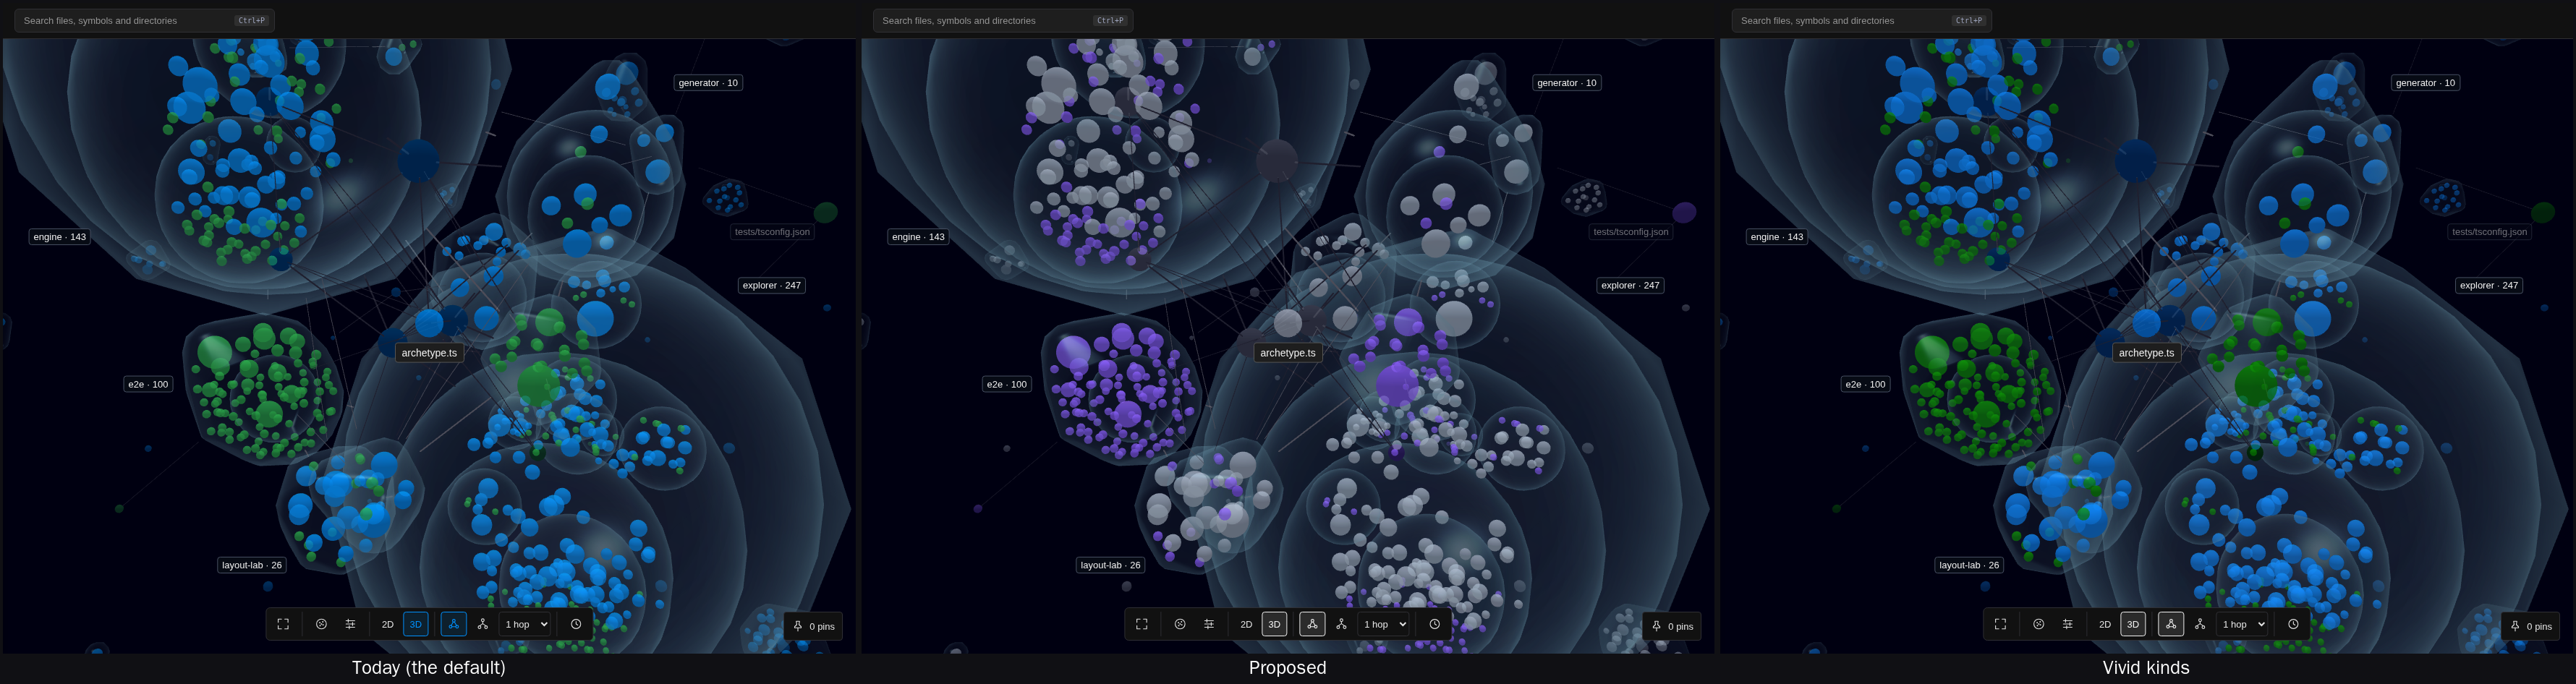 Search files, symbols and directories Ctrl+P
generator · 10
tests/tsconfig.json
engine · 143
explorer · 247
archetype.ts
e2e · 100
layout-lab · 26
2D 3D 1 hop 0 pins
Today (the default)
Search files, symbols and directories Ctrl+P
generator · 10
tests/tsconfig.json
engine · 143
explorer · 247
archetype.ts
e2e · 100
layout-lab · 26
2D 3D 1 hop 0 pins
Proposed
Search files, symbols and directories Ctrl+P
generator · 10
tests/tsconfig.json
engine · 143
explorer · 247
archetype.ts
e2e · 100
layout-lab · 26
2D 3D 1 hop 0 pins
Vivid kinds